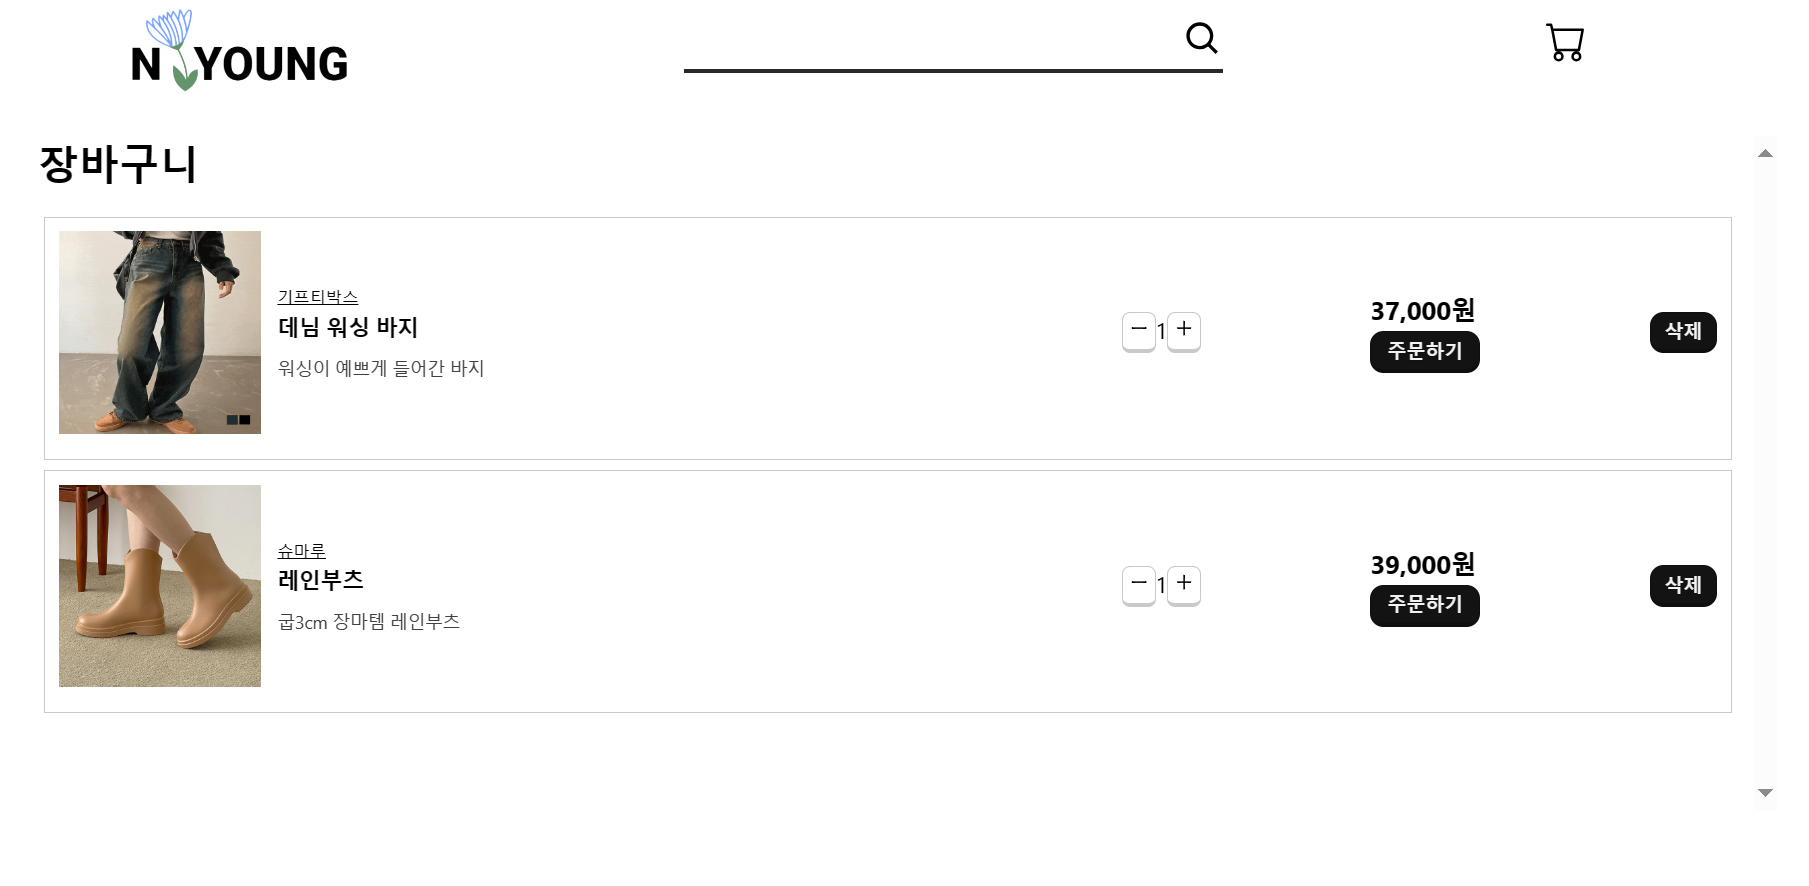 N YOUNG
장바구니
기프티박스
데님 워싱 바지
워싱이 예쁘게 들어간 바지
− 1 +
37,000원
주문하기
삭제
슈마루
레인부츠
굽3cm 장마템 레인부츠
− 1 +
39,000원
주문하기
삭제